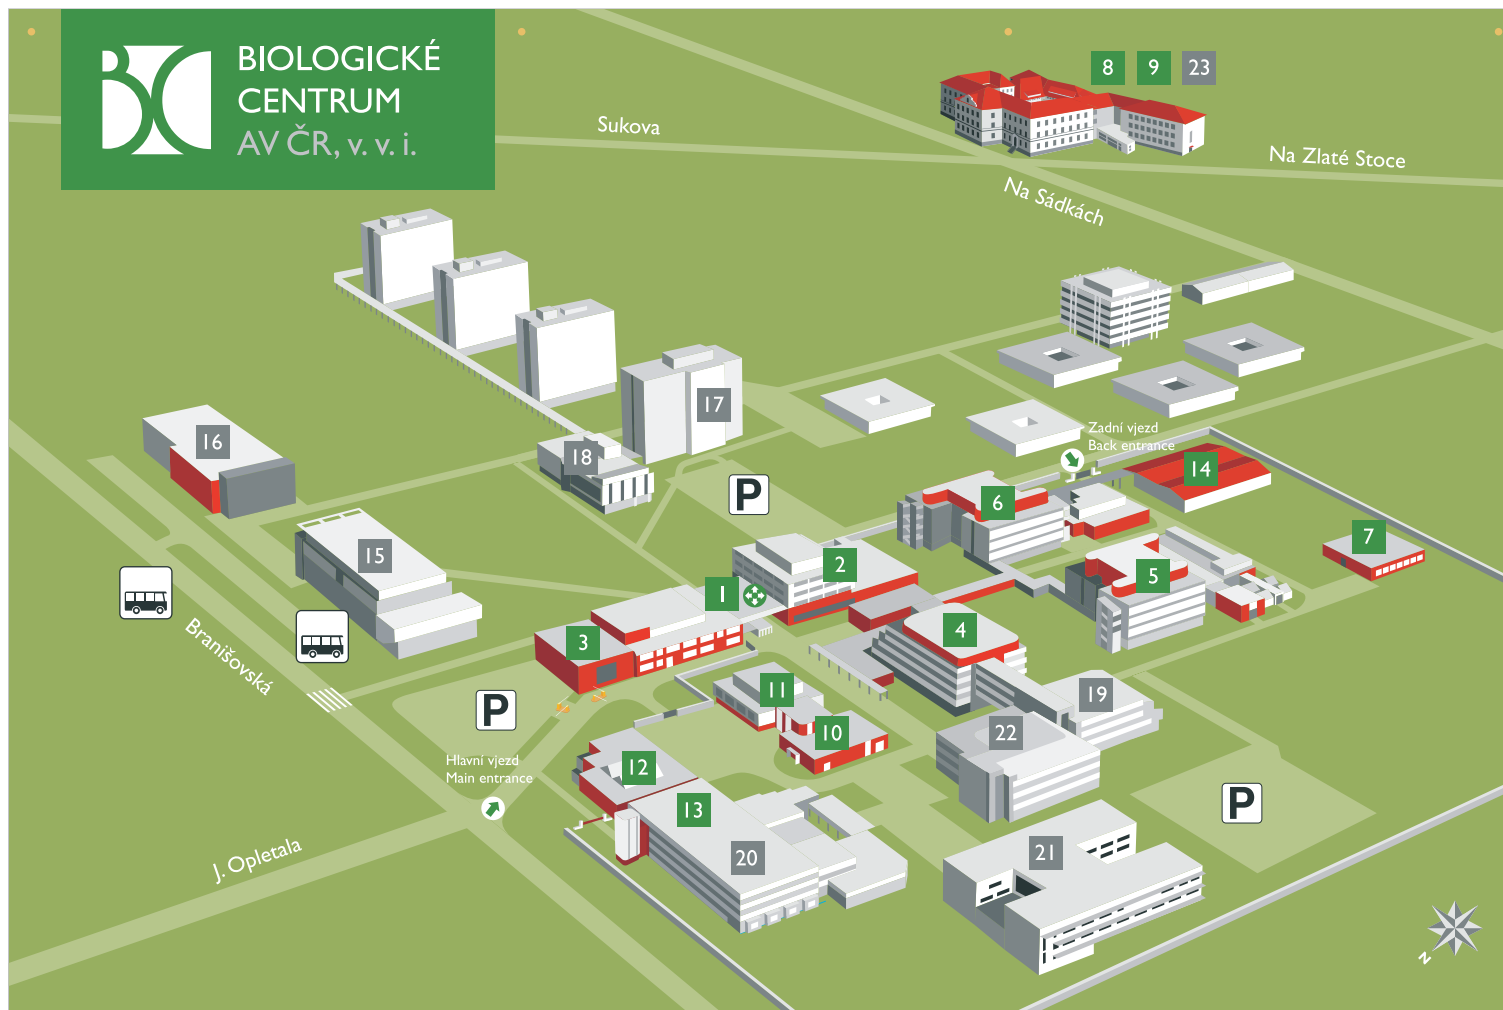 BIOLOGICKÉ
CENTRUM
AV ČR, v. v. i.
8 9 23
Sukova
Na Zlaté Stoce
Na Sádkách
17
16
18
Zadní vjezd
Back entrance
14
P
6
15
7
2
5
1
4
3
Branišovská
11
19
P
10
22
Hlavní vjezd
Main entrance
12
13
P
J. Opletala
20
21
N